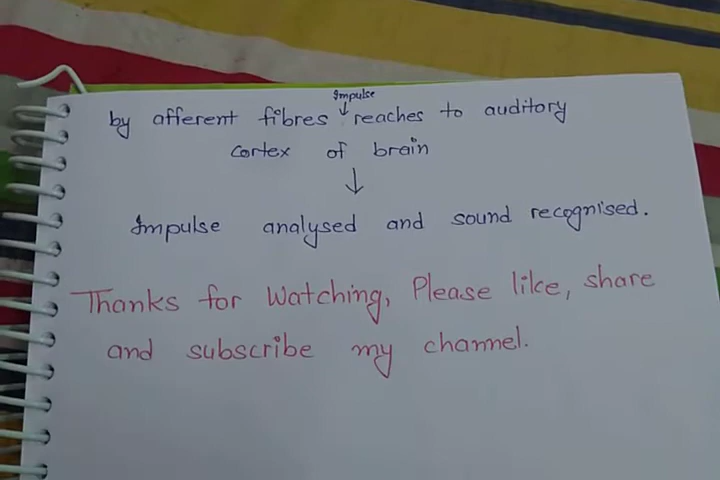 Impulse
by afferent fibres ↓ reaches to auditory
cortex of brain
↓
Impulse analysed and sound recognised.
Thanks for Watching, Please like, share
and subscribe my channel.